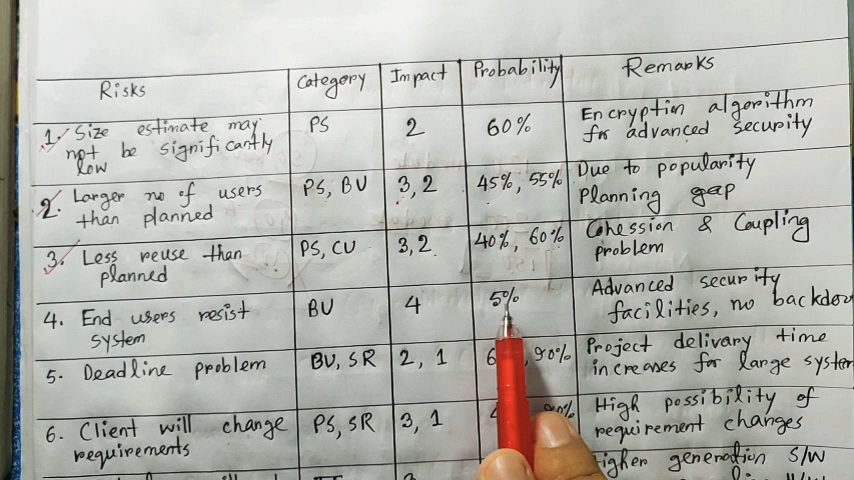 Risks Category Impact Probability Remarks
1. Size estimate may PS 2 60% Encryption algorithm
not be significantly for advanced security
low
2. Larger no of users PS, BU 3, 2 45%, 55% Due to popularity
than planned Planning gap
3. Less reuse than PS, CU 3, 2 40%, 60% Cohession & Coupling
planned problem
4. End users resist BU 4 5% Advanced security
system facilities, no
5. Deadline problem BU, SR 2, 1 90% Project delivary time
increases for large system
6. Client will change PS, SR 3, 1 High possibility of
requirements requirement changes
generation S/W